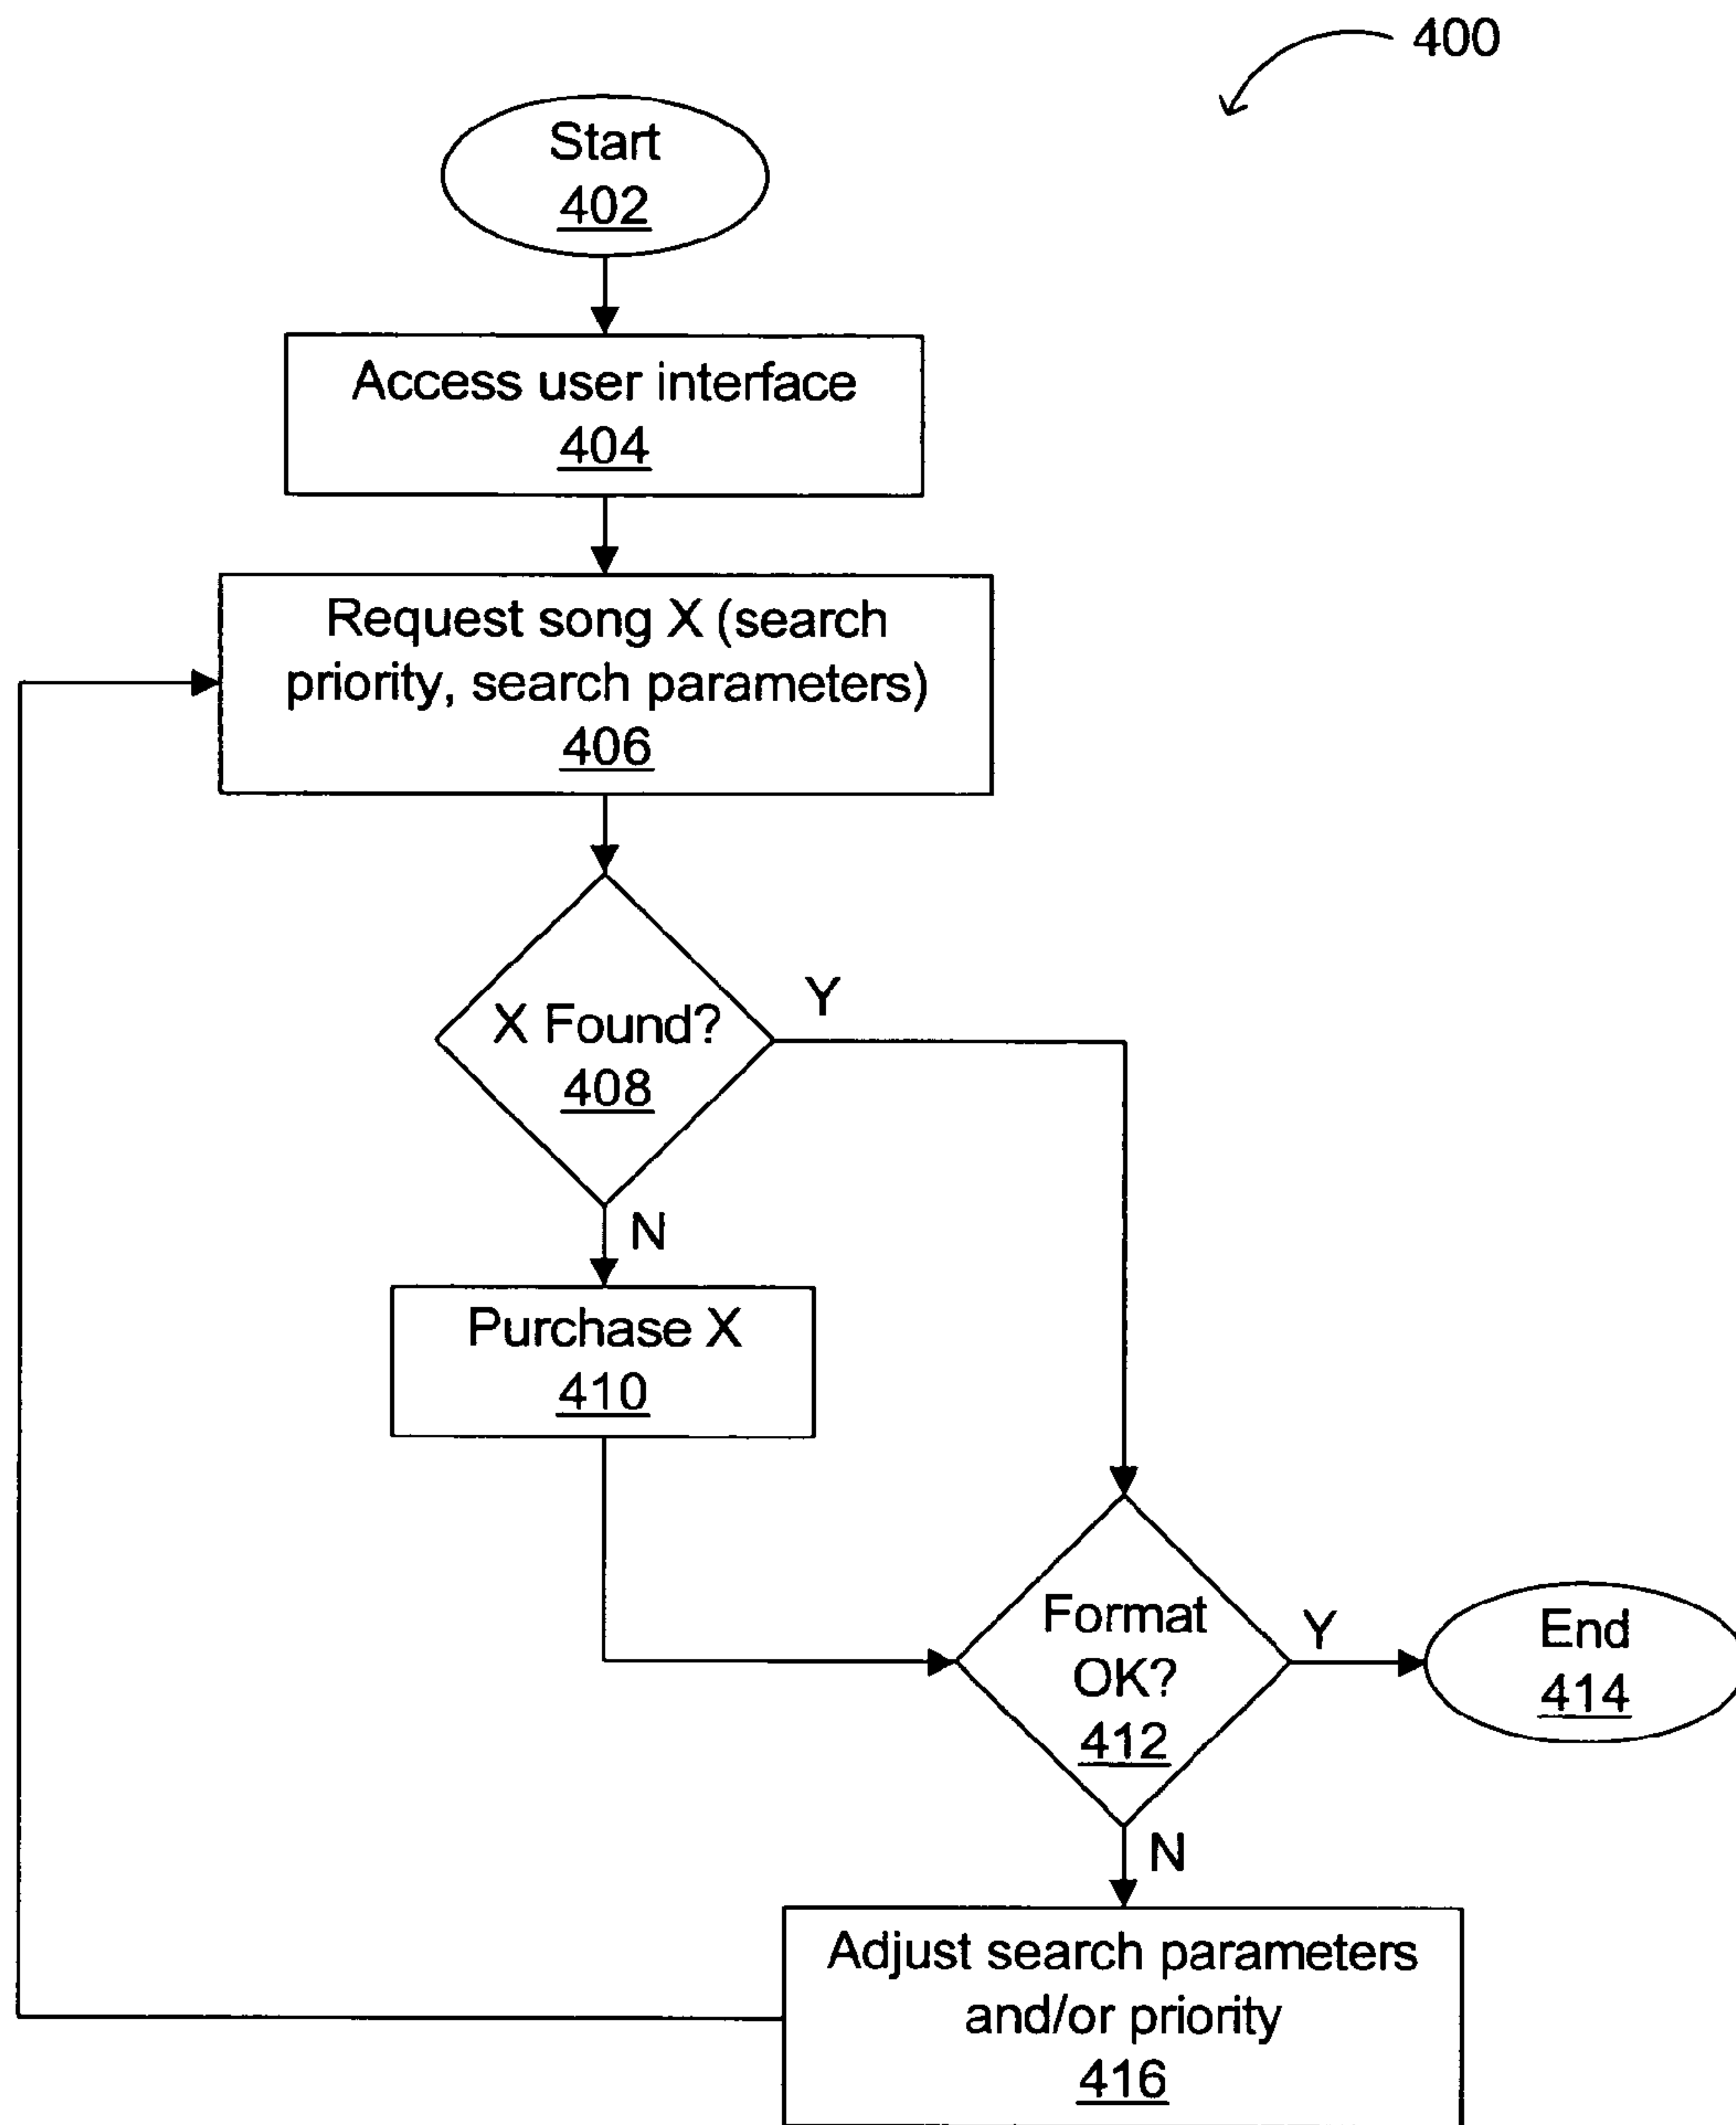 400
Start
402
Access user interface
404
Request song X (search
priority, search parameters)
406
X Found?
408
Y
N
Purchase X
410
Format
OK?
412
Y
End
414
N
Adjust search parameters
and/or priority
416